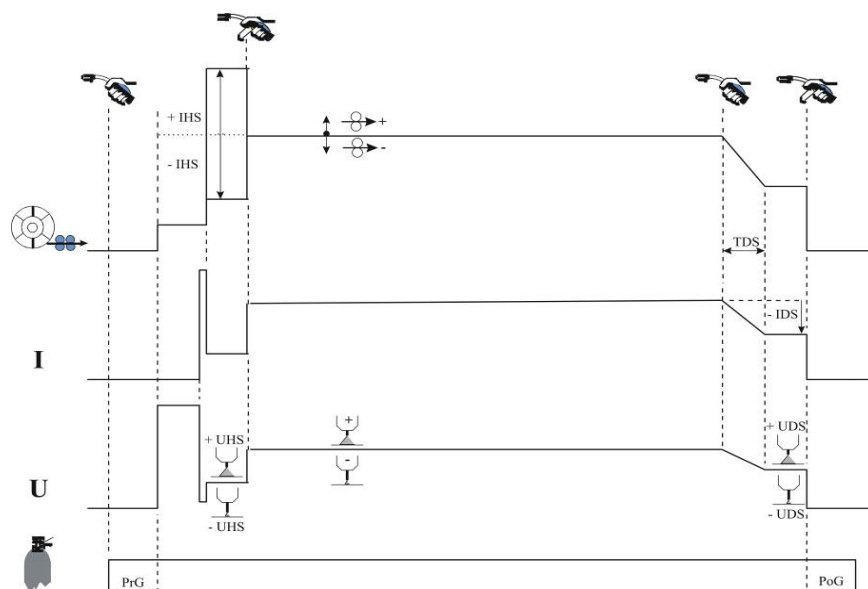 + IHS
- IHS
+
-
TDS
- IDS
I
+ UHS
+
-
+ UDS
U
- UHS
- UDS
PrG
PoG